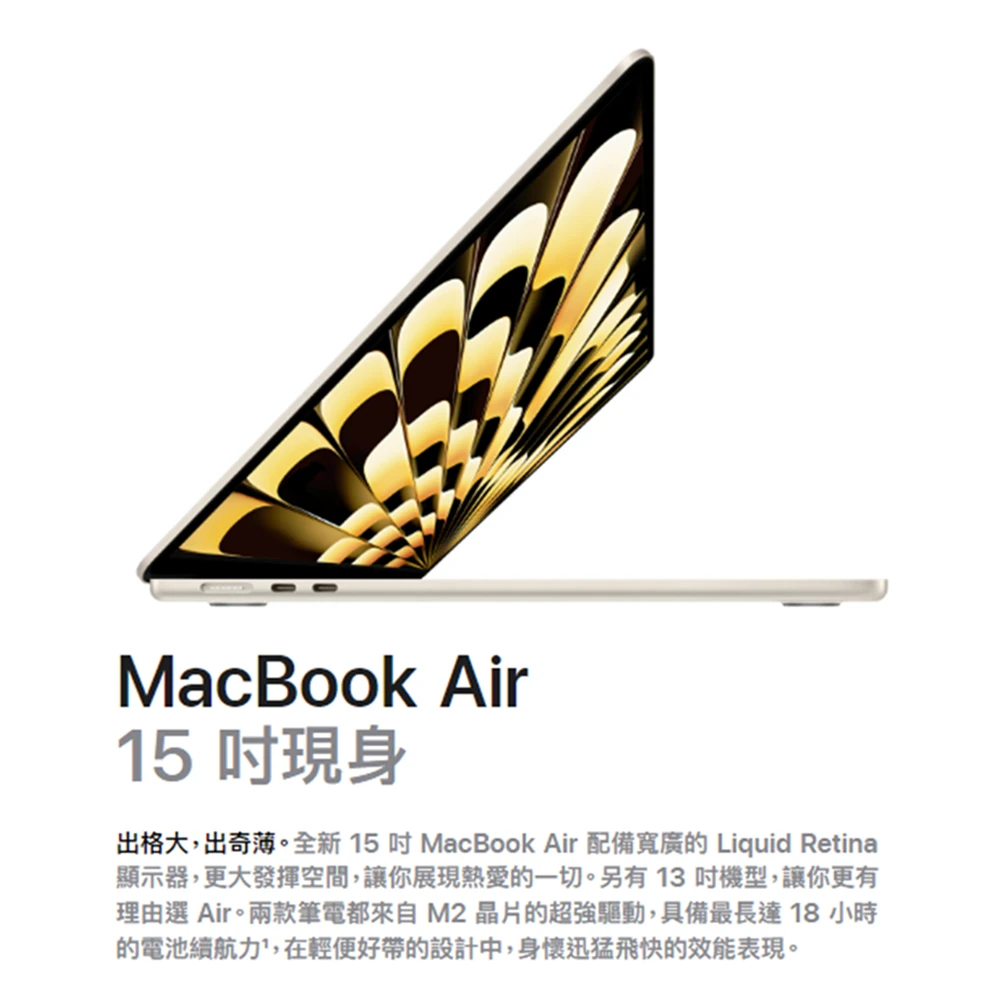 MacBook Air
15 吋現身
出格大，出奇薄。全新 15 吋 MacBook Air 配備寬廣的 Liquid Retina
顯示器，更大發揮空間，讓你展現熱愛的一切。另有 13 吋機型，讓你更有
理由選 Air。兩款筆電都來自 M2 晶片的超強驅動，具備最長達 18 小時
的電池續航力¹，在輕便好帶的設計中，身懷迅猛飛快的效能表現。